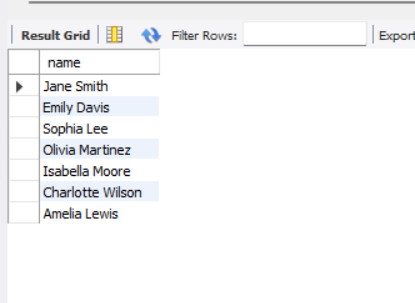 Result Grid Filter Rows: Export
name
Jane Smith
Emily Davis
Sophia Lee
Olivia Martinez
Isabella Moore
Charlotte Wilson
Amelia Lewis